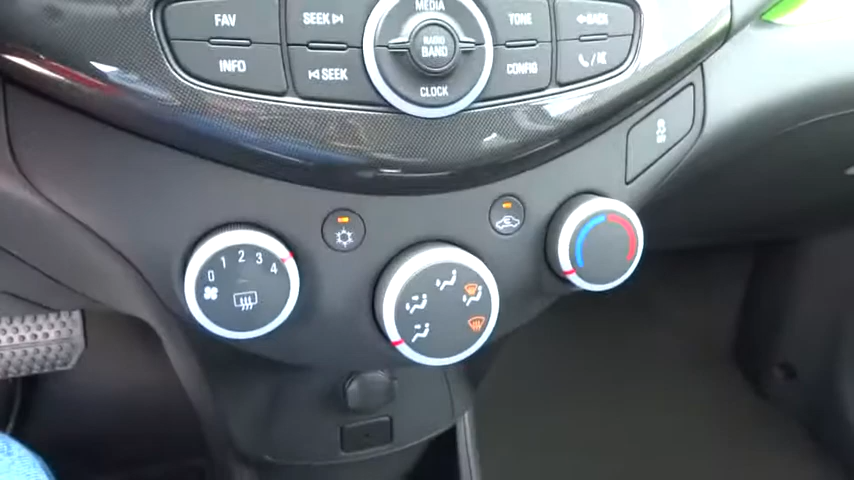 MEDIA
FAV
SEEK
TONE
BACK
RADIO
BAND
INFO
SEEK
CONFIG
CLOCK
0 1 2 3 4